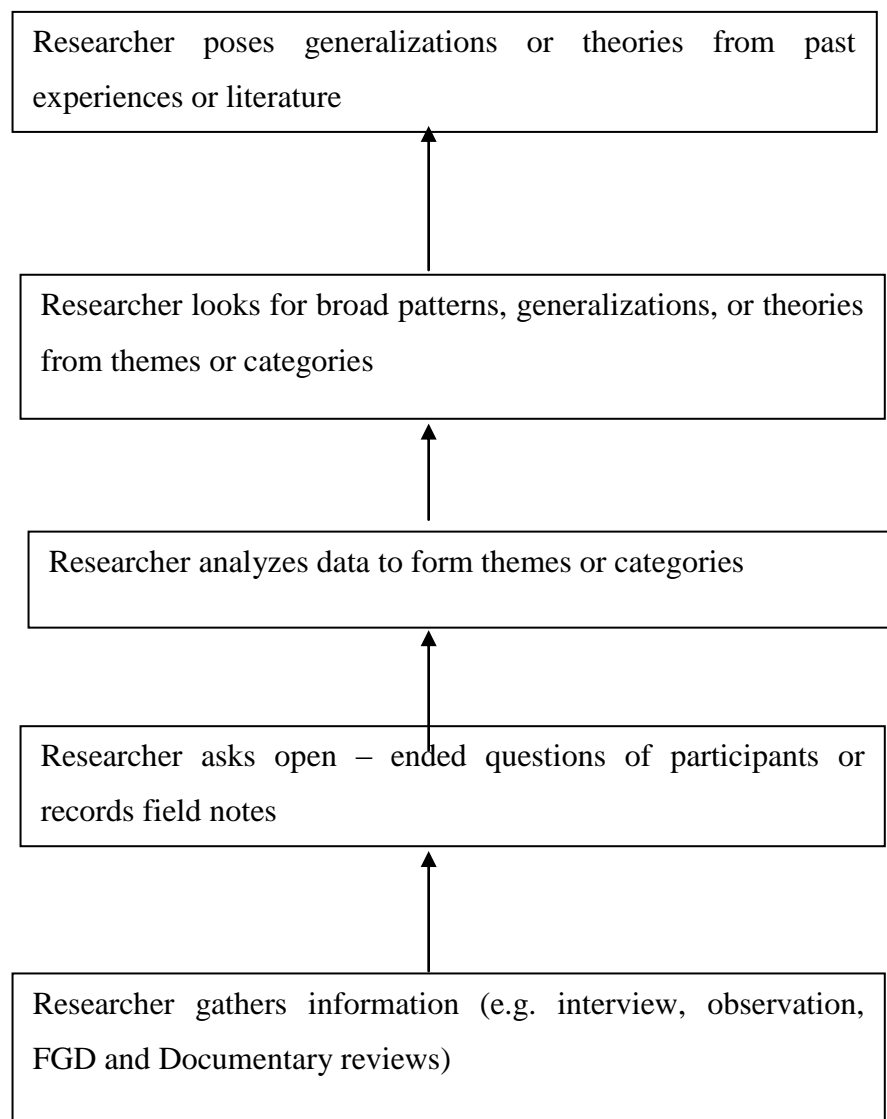 Researcher poses generalizations or theories from past
experiences or literature
Researcher looks for broad patterns, generalizations, or theories
from themes or categories
Researcher analyzes data to form themes or categories
Researcher asks open – ended questions of participants or
records field notes
Researcher gathers information (e.g. interview, observation,
FGD and Documentary reviews)